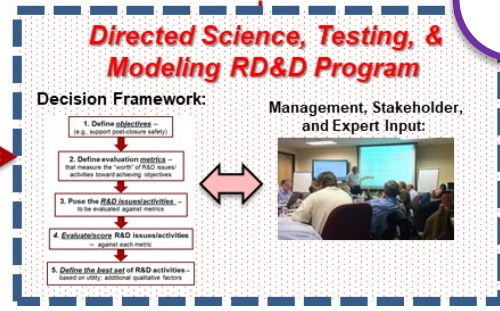 Directed Science, Testing, &
Modeling RD&D Program
Decision Framework:
1. Define objectives –
(e.g., support post-closure safety)
2. Define evaluation metrics –
that measure the "worth" of R&D issues/
activities toward achieving objectives
3. Pose the R&D issues/activities –
to be evaluated against metrics
4. Evaluate/score R&D issues/activities
– against each metric
5. Define the best set of R&D activities –
based on utility; additional qualitative factors
Management, Stakeholder,
and Expert Input: